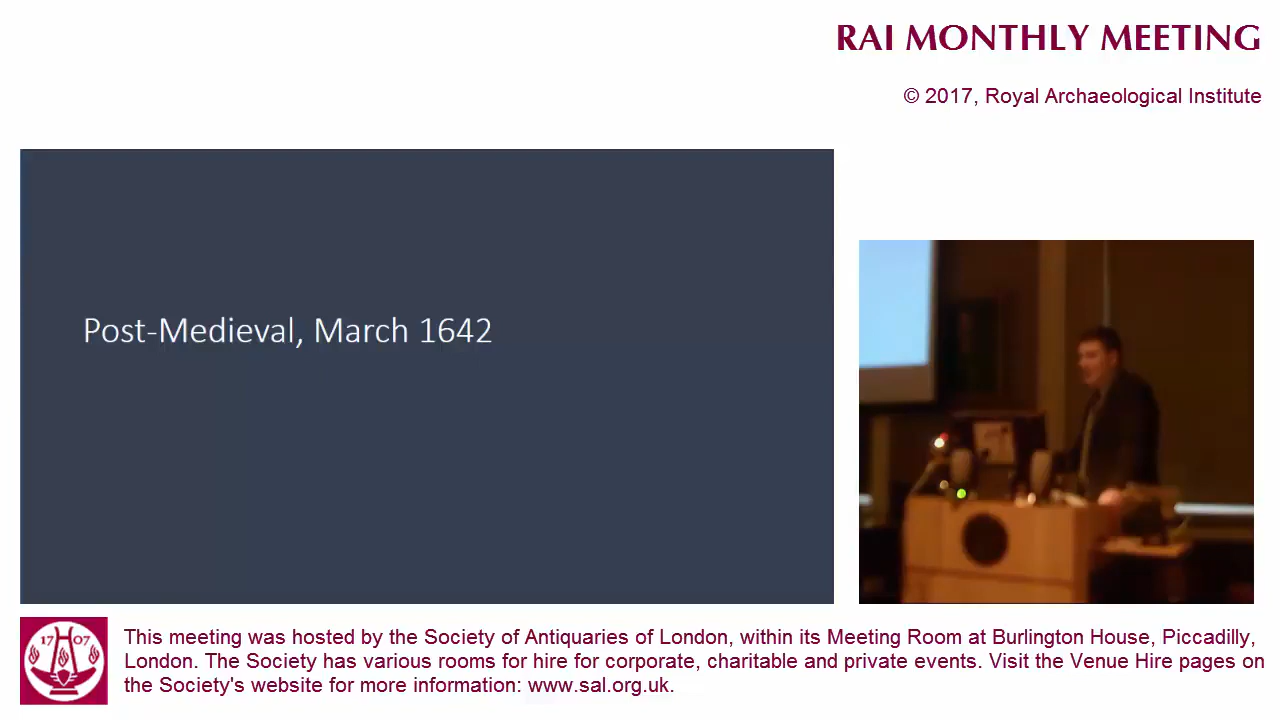 RAI MONTHLY MEETING
© 2017, Royal Archaeological Institute
Post-Medieval, March 1642
1707
This meeting was hosted by the Society of Antiquaries of London, within its Meeting Room at Burlington House, Piccadilly,
London. The Society has various rooms for hire for corporate, charitable and private events. Visit the Venue Hire pages on
the Society's website for more information: www.sal.org.uk.